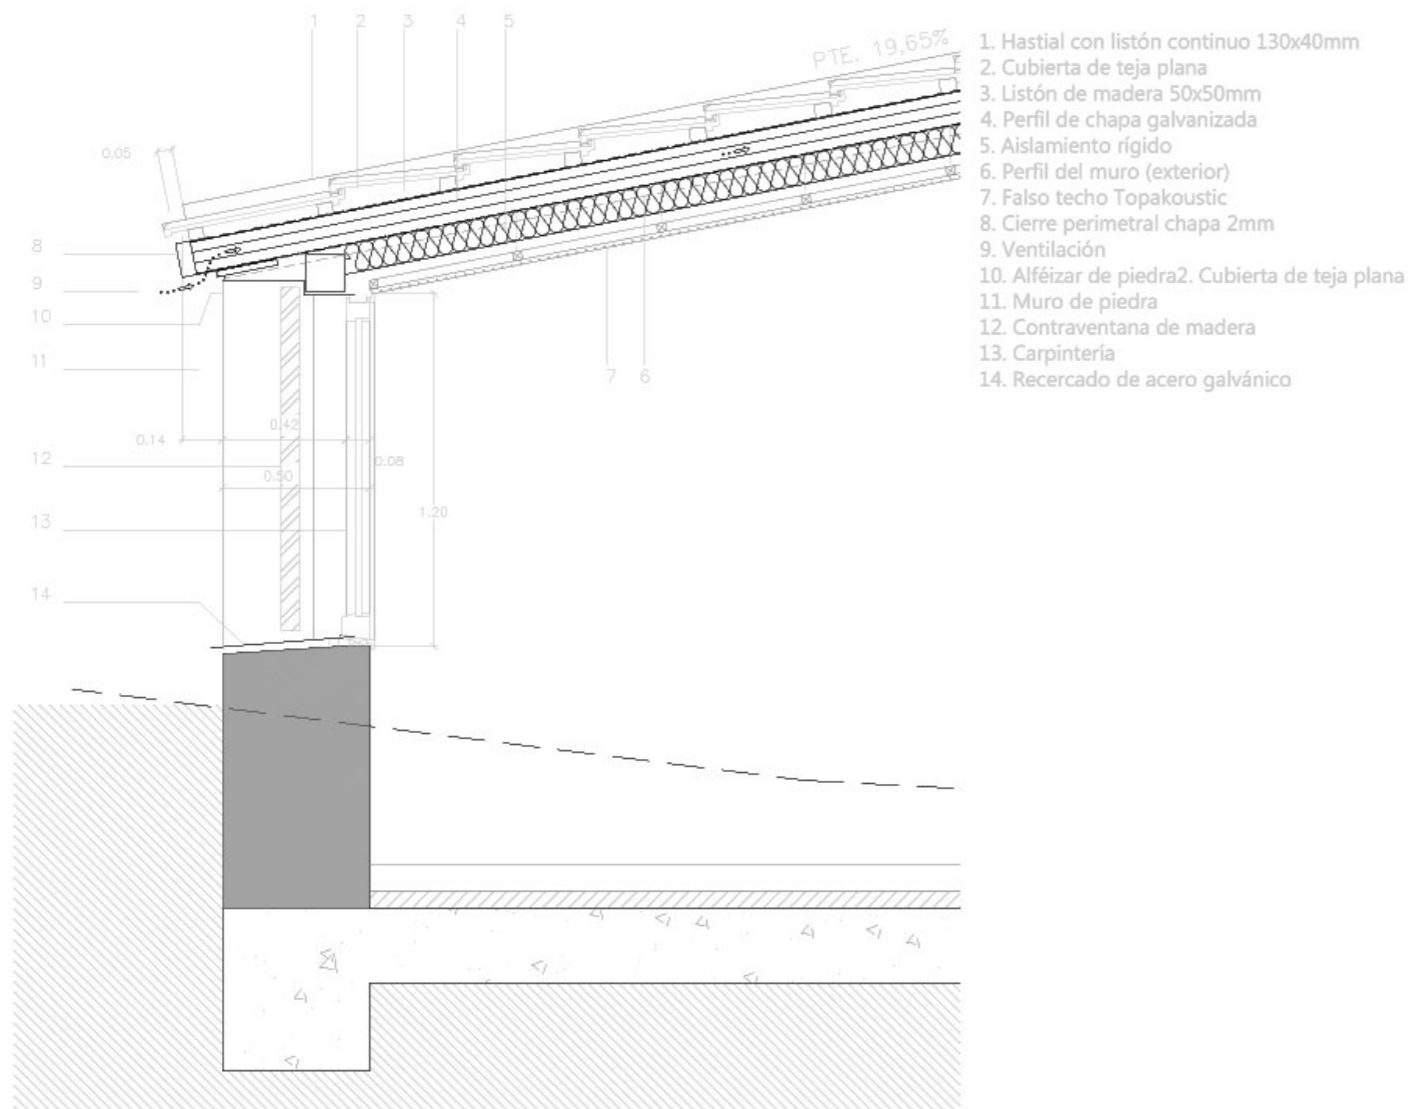 1 2 3 4 5
PTE. 19,65%
1. Hastial con listón continuo 130x40mm
2. Cubierta de teja plana
3. Listón de madera 50x50mm
4. Perfil de chapa galvanizada
5. Aislamiento rígido
6. Perfil del muro (exterior)
7. Falso techo Topakoustic
8. Cierre perimetral chapa 2mm
9. Ventilación
10. Alféizar de piedra2. Cubierta de teja plana
11. Muro de piedra
12. Contraventana de madera
13. Carpintería
14. Recercado de acero galvánico
0.05
8
9
10
11
7 6
0.42
0.14
12
0.08
0.50
1.20
13
14